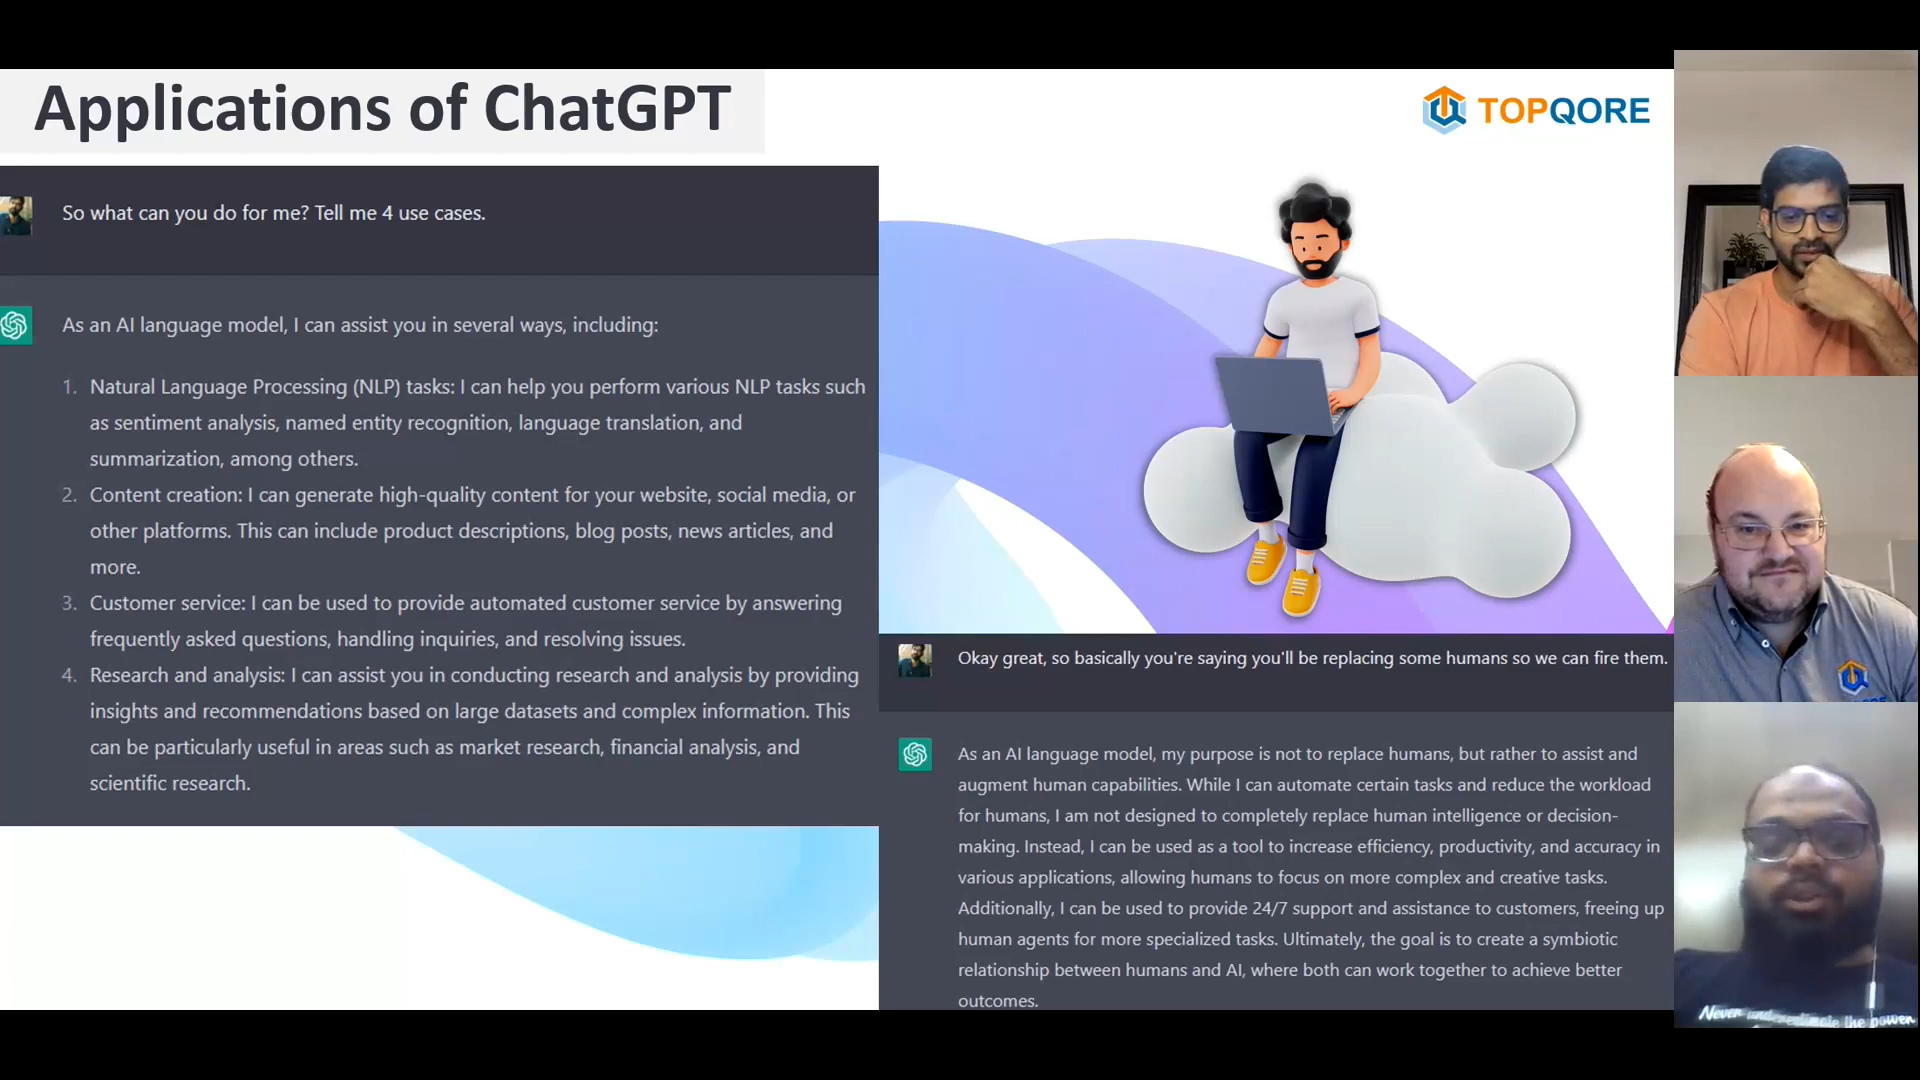 Applications of ChatGPT
TOPQORE
So what can you do for me? Tell me 4 use cases.
As an AI language model, I can assist you in several ways, including:
1. Natural Language Processing (NLP) tasks: I can help you perform various NLP tasks such
as sentiment analysis, named entity recognition, language translation, and
summarization, among others.
2. Content creation: I can generate high-quality content for your website, social media, or
other platforms. This can include product descriptions, blog posts, news articles, and
more.
3. Customer service: I can be used to provide automated customer service by answering
frequently asked questions, handling inquiries, and resolving issues.
4. Research and analysis: I can assist you in conducting research and analysis by providing
insights and recommendations based on large datasets and complex information. This
can be particularly useful in areas such as market research, financial analysis, and
scientific research.
Okay great, so basically you're saying you'll be replacing some humans so we can fire them.
As an AI language model, my purpose is not to replace humans, but rather to assist and
augment human capabilities. While I can automate certain tasks and reduce the workload
for humans, I am not designed to completely replace human intelligence or decision-
making. Instead, I can be used as a tool to increase efficiency, productivity, and accuracy in
various applications, allowing humans to focus on more complex and creative tasks.
Additionally, I can be used to provide 24/7 support and assistance to customers, freeing up
human agents for more specialized tasks. Ultimately, the goal is to create a symbiotic
relationship between humans and AI, where both can work together to achieve better
outcomes.
Never underestimate the power